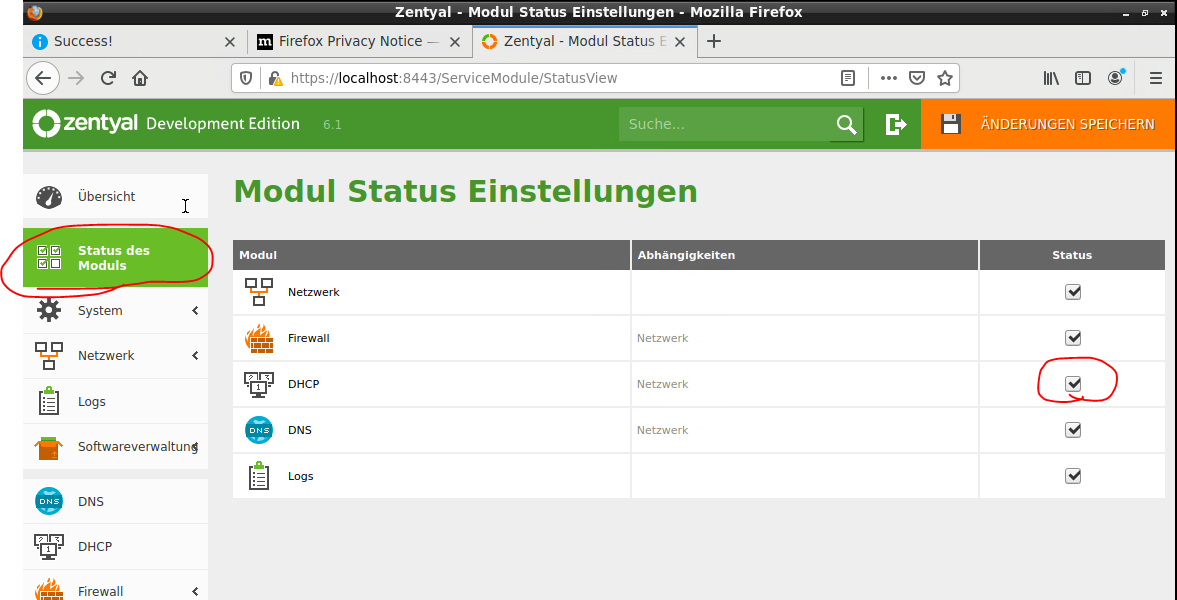 Zentyal - Modul Status Einstellungen - Mozilla Firefox
Success!
Firefox Privacy Notice —
Zentyal - Modul Status E
https://localhost:8443/ServiceModule/StatusView
zentyal Development Edition 6.1
Suche...
ÄNDERUNGEN SPEICHERN
Übersicht
Status des
Moduls
System
Netzwerk
Logs
Softwareverwaltung
DNS
DNS
DHCP
Firewall
Modul Status Einstellungen
Modul Abhängigkeiten Status
Netzwerk
Firewall Netzwerk
DHCP Netzwerk
DNS DNS Netzwerk
Logs